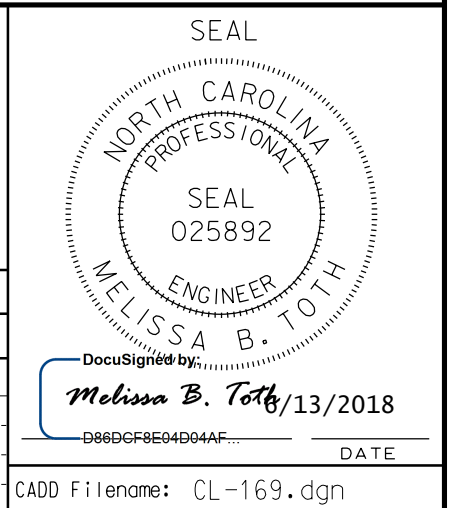 SEAL
NORTH CAROLINA
PROFESSIONAL
SEAL
025892
ENGINEER
MELISSA B. TOTH
DocuSigned by:
Melissa B. Toth
6/13/2018
D86DCF8E04D04AF...
DATE
CADD Filename: CL-169.dgn